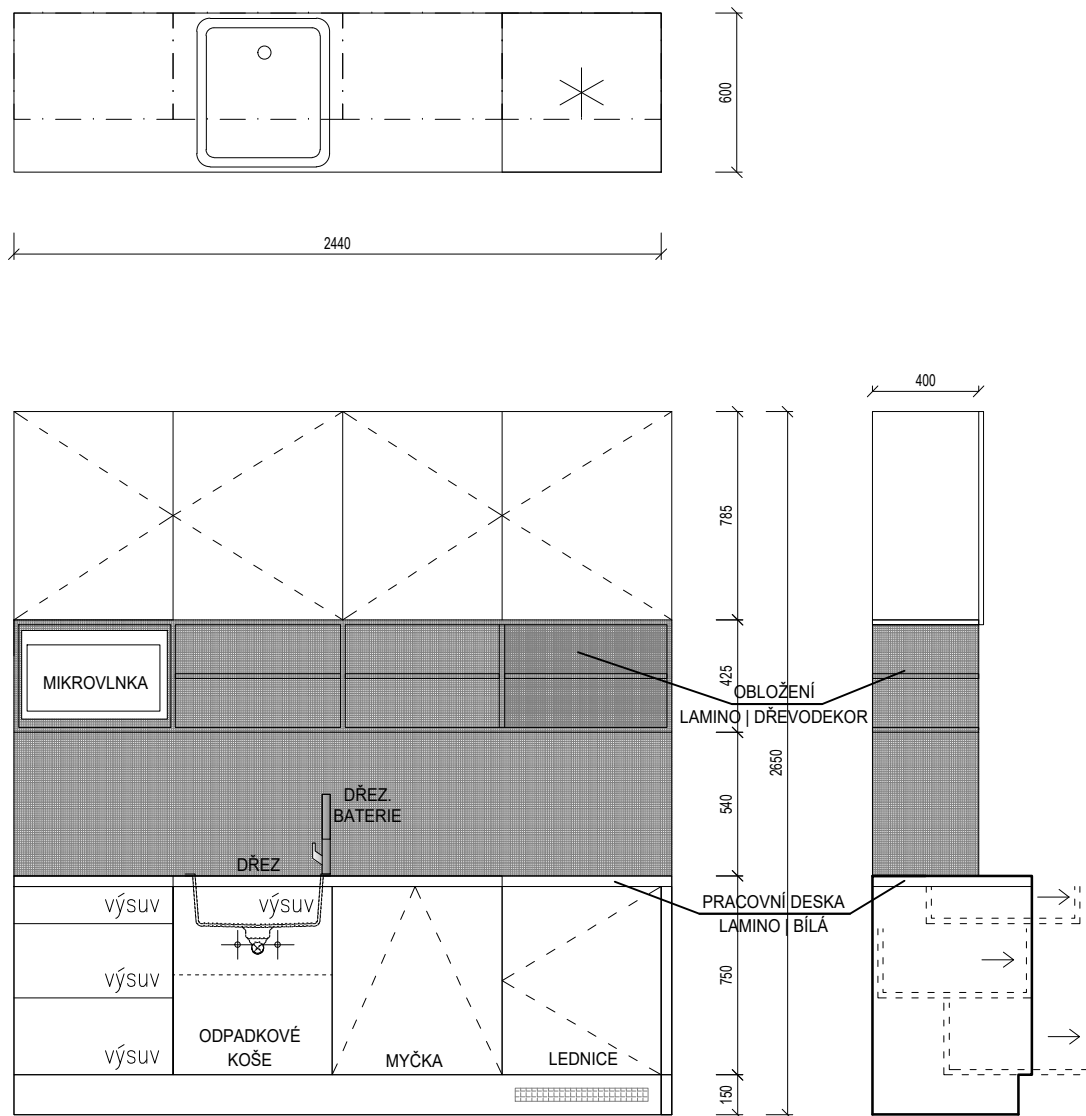 600
2440
400
785
MIKROVLNKA
425
OBLOŽENÍ
LAMINO | DŘEVODEKOR
2650
540
DŘEZ.
BATERIE
DŘEZ
výsuv
výsuv
PRACOVNÍ DESKA
LAMINO | BÍLÁ
výsuv
750
ODPADKOVÉ
KOŠE
výsuv
MYČKA
LEDNICE
150